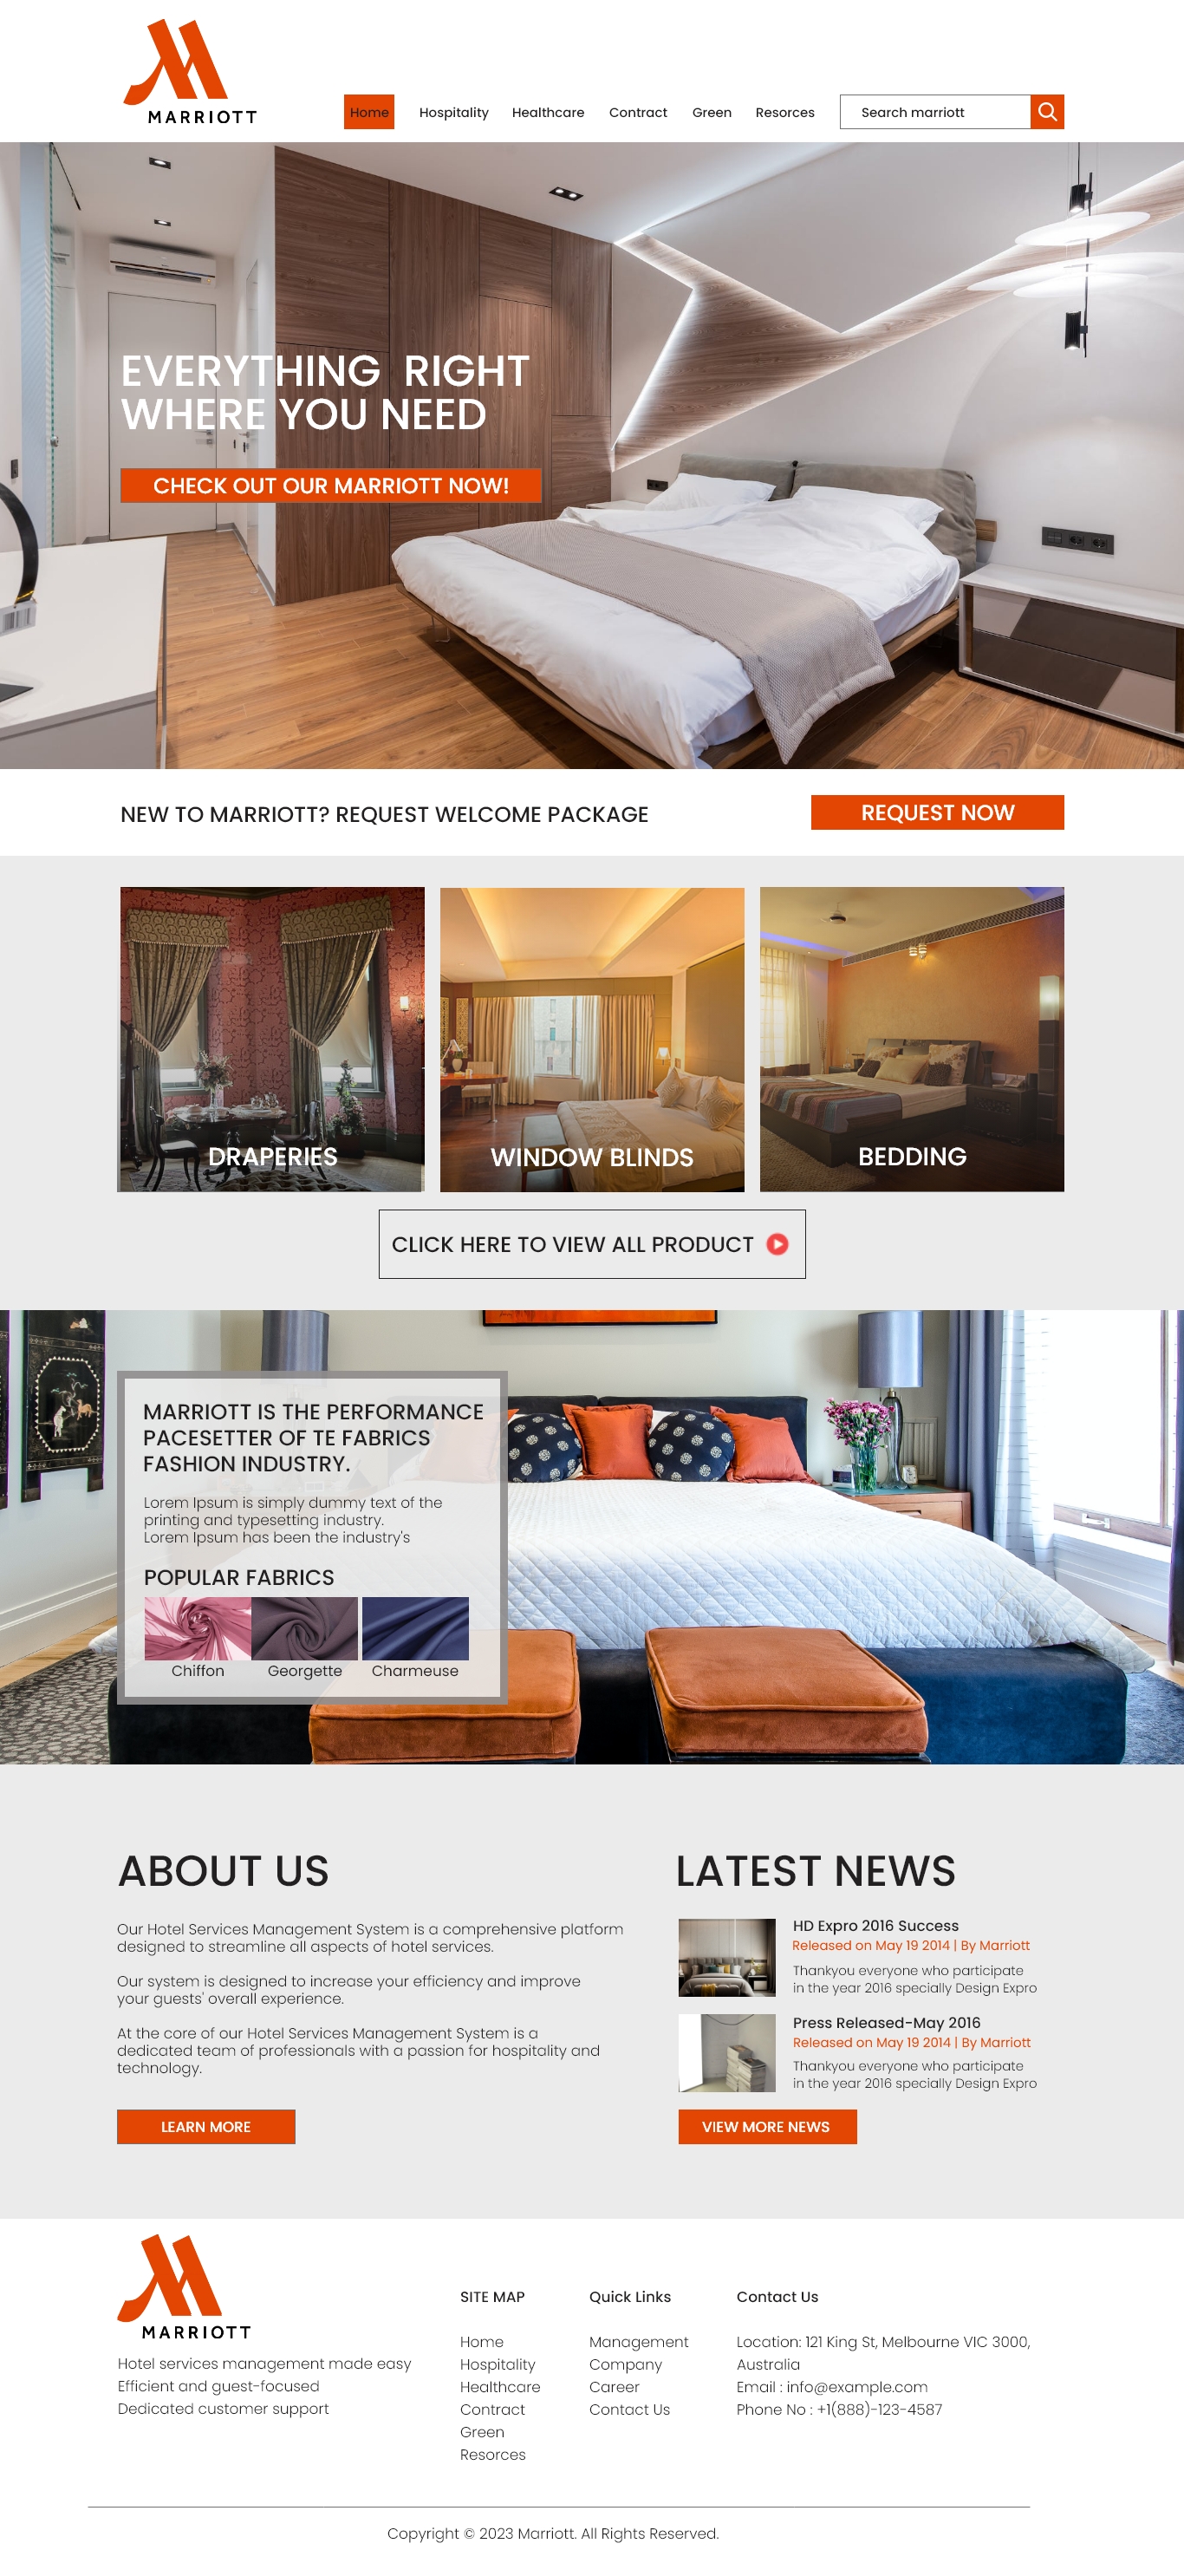 MARRIOTT
Home Hospitality Healthcare Contract Green Resorces Search marriott
EVERYTHING RIGHT
WHERE YOU NEED
CHECK OUT OUR MARRIOTT NOW!
NEW TO MARRIOTT? REQUEST WELCOME PACKAGE
REQUEST NOW
DRAPERIES
WINDOW BLINDS
BEDDING
CLICK HERE TO VIEW ALL PRODUCT
MARRIOTT IS THE PERFORMANCE
PACESETTER OF TE FABRICS
FASHION INDUSTRY.
Lorem Ipsum is simply dummy text of the
printing and typesetting industry.
Lorem Ipsum has been the industry's
POPULAR FABRICS
Chiffon Georgette Charmeuse
ABOUT US
Our Hotel Services Management System is a comprehensive platform
designed to streamline all aspects of hotel services.
Our system is designed to increase your efficiency and improve
your guests' overall experience.
At the core of our Hotel Services Management System is a
dedicated team of professionals with a passion for hospitality and
technology.
LEARN MORE
LATEST NEWS
HD Expro 2016 Success
Released on May 19 2014 | By Marriott
Thankyou everyone who participate
in the year 2016 specially Design Expro
Press Released-May 2016
Released on May 19 2014 | By Marriott
Thankyou everyone who participate
in the year 2016 specially Design Expro
VIEW MORE NEWS
MARRIOTT
Hotel services management made easy
Efficient and guest-focused
Dedicated customer support
SITE MAP
Home
Hospitality
Healthcare
Contract
Green
Resorces
Quick Links
Management
Company
Career
Contact Us
Contact Us
Location: 121 King St, Melbourne VIC 3000,
Australia
Email : info@example.com
Phone No : +1(888)-123-4587
Copyright © 2023 Marriott. All Rights Reserved.